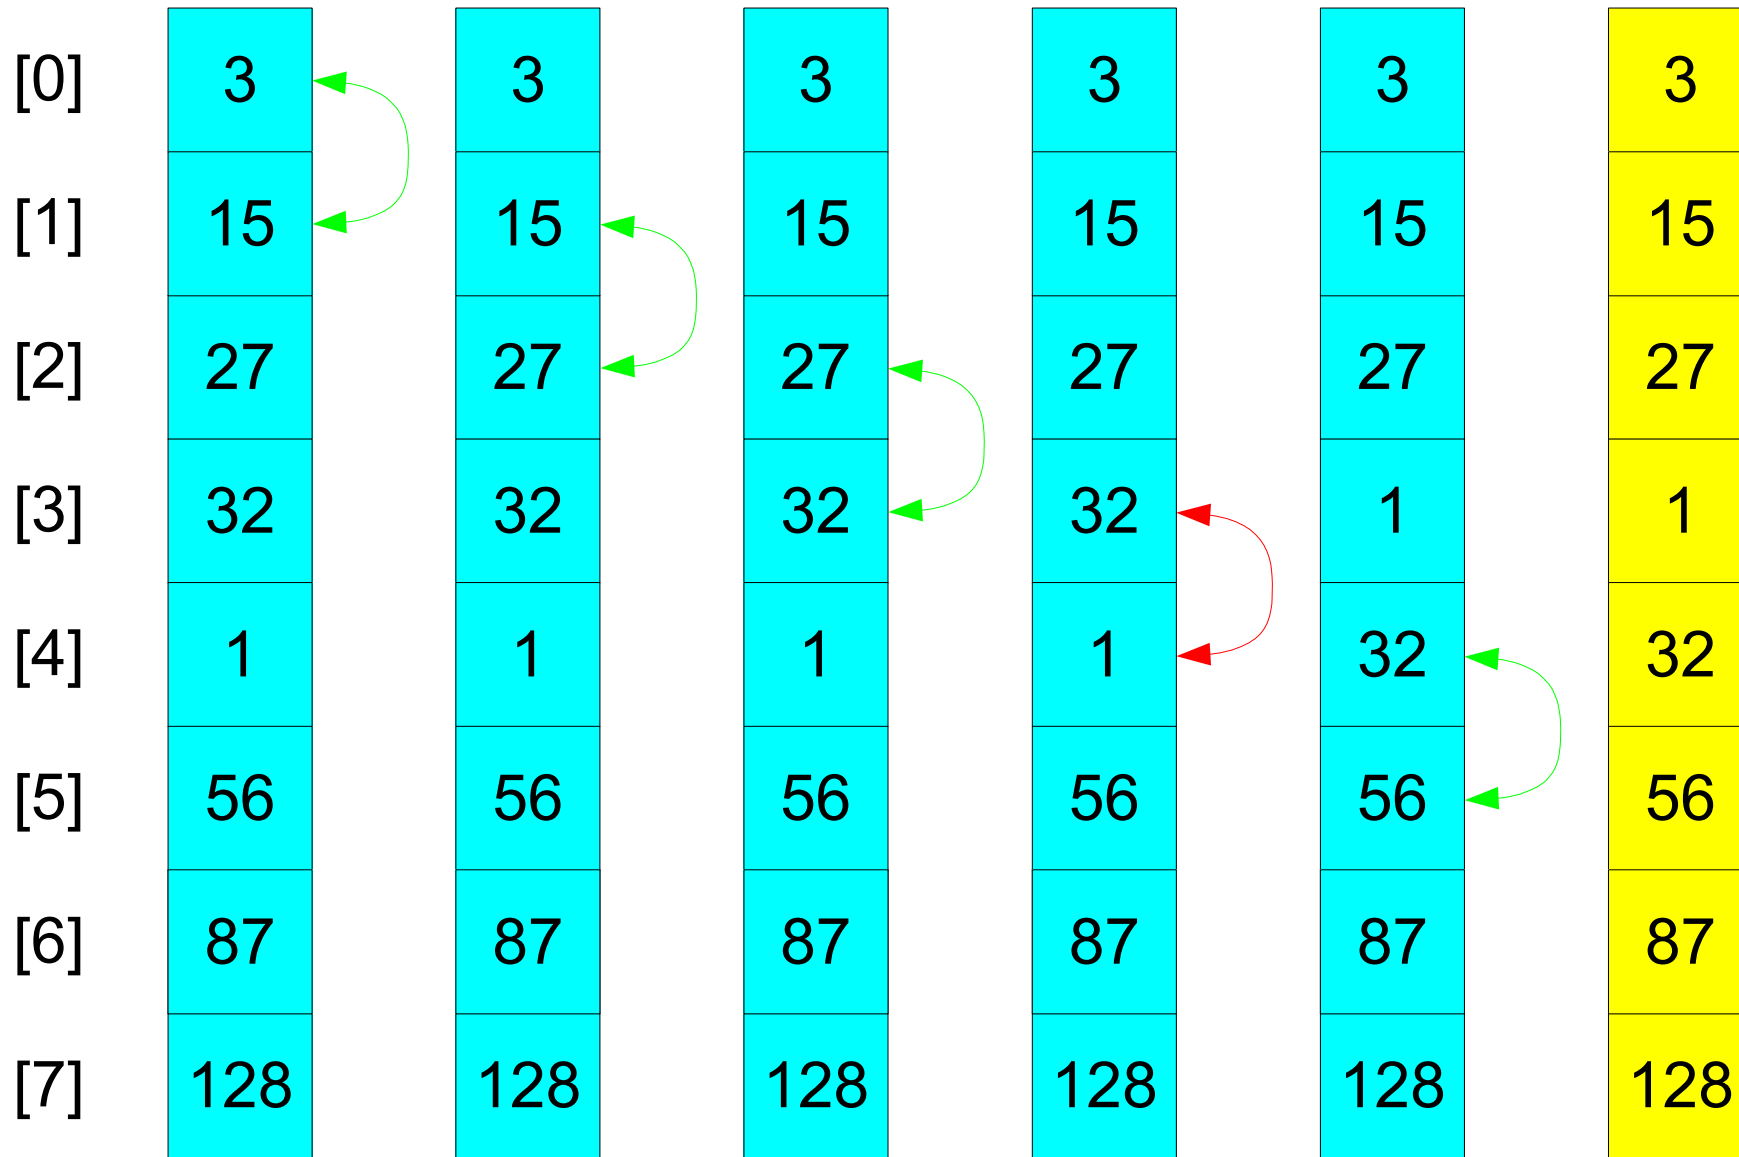 [0] 3 3 3 3 3 3
[1] 15 15 15 15 15 15
[2] 27 27 27 27 27 27
[3] 32 32 32 32 1 1
[4] 1 1 1 1 32 32
[5] 56 56 56 56 56 56
[6] 87 87 87 87 87 87
[7] 128 128 128 128 128 128